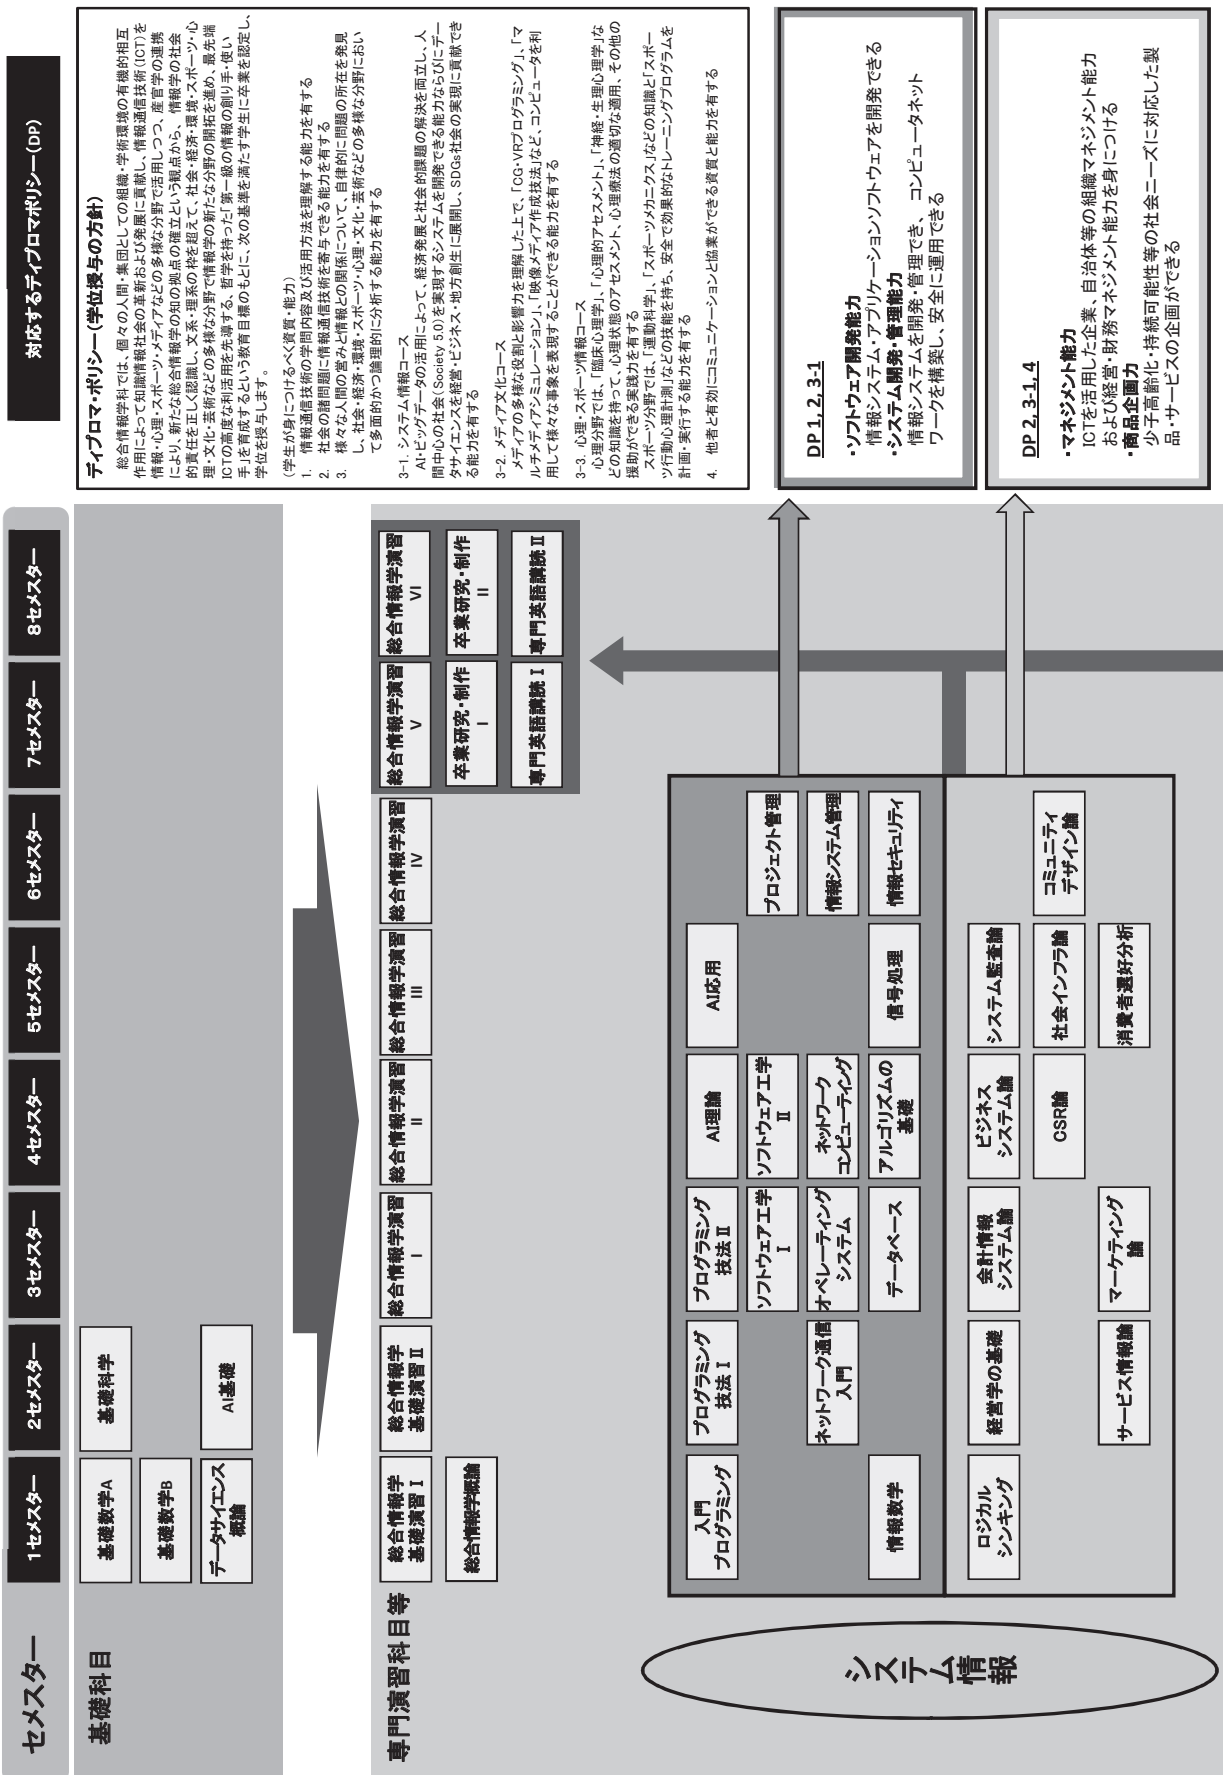 セメスター
1セメスター
2セメスター
3セメスター
4セメスター
5セメスター
6セメスター
7セメスター
8セメスター
対応するディプロマポリシー(DP)
基礎科目
基礎数学A
基礎科学
基礎数学B
データサイエンス
概論
AI基礎
専門演習科目等
総合情報学
基礎演習Ⅰ
総合情報学
基礎演習Ⅱ
総合情報学演習
I
総合情報学演習
II
総合情報学演習
III
総合情報学演習
IV
総合情報学演習
V
総合情報学演習
VI
総合情報学概論
卒業研究・制作
I
卒業研究・制作
II
専門英語講読Ⅰ
専門英語講読Ⅱ
システム情報
入門
プログラミング
プログラミング
技法Ⅰ
プログラミング
技法Ⅱ
AI理論
AI応用
ソフトウェア工学
I
ソフトウェア工学
II
プロジェクト管理
ネットワーク通信
入門
オペレーティング
システム
ネットワーク
コンピューティング
情報システム管理
情報数学
データベース
アルゴリズムの
基礎
信号処理
情報セキュリティ
ロジカル
シンキング
経営学の基礎
会計情報
システム論
ビジネス
システム論
システム監査論
CSR論
社会インフラ論
コミュニティ
デザイン論
サービス情報論
マーケティング
論
消費者選好分析
ディプロマ・ポリシー(学位授与の方針)
総合情報学科では、個々の人間・集団としての組織・学術環境の有機的相互
作用によって知識情報社会の革新および発展に貢献し、情報通信技術(ICT)を
情報・心理・スポーツ・メディアなどの多様な分野で活用しつつ、産官学の連携
により、新たな総合情報学の知の拠点の確立という観点から、情報学の社会
的責任を正しく認識し、文系・理系の枠を超えて、社会・経済・環境・スポーツ・心
理・文化・芸術などの多様な分野で情報学の新たな分野の開拓を進め、最先端
ICTの高度な利活用を先導する、哲学を持った「第一級の情報の創り手・使い
手」を育成するという教育目標のもとに、次の基準を満たす学生に卒業を認定し、
学位を授与します。
(学生が身につけるべく資質・能力)
1. 情報通信技術の学問内容及び活用方法を理解する能力を有する
2. 社会の諸問題に情報通信技術を寄与できる能力を有する
3. 様々な人間の営みと情報との関係について、自律的に問題の所在を発見
し、社会・経済・環境・スポーツ・心理・文化・芸術などの多様な分野におい
て多面的かつ論理的に分析する能力を有する
3-1. システム情報コース
AI・ビッグデータの活用によって、経済発展と社会的課題の解決を両立し、人
間中心の社会(Society 5.0)を実現するシステムを開発できる能力ならびにデー
タサイエンスを経営・ビジネス・地方創生に展開し、SDGs社会の実現に貢献でき
る能力を有する
3-2. メディア文化コース
メディアの多様な役割と影響力を理解した上で、「CG・VRプログラミング」、「マ
ルチメディアシミュレーション」、「映像メディア作成技法」など、コンピュータを利
用して様々な事象を表現することができる能力を有する
3-3. 心理・スポーツ情報コース
心理分野では、「臨床心理学」、「心理的アセスメント」、「神経・生理心理学」な
どの知識を持って、心理状態のアセスメント、心理療法の適切な適用、その他の
援助ができる実践力を有する
スポーツ分野では、「運動科学」、「スポーツメカニクス」などの知識と「スポー
ツ行動心理計測」などの技能を持ち、安全で効果的なトレーニングプログラムを
計画・実行する能力を有する
4. 他者と有効にコミュニケーションと協業ができる資質と能力を有する
DP 1, 2, 3-1
・ソフトウェア開発能力
情報システム・アプリケーションソフトウェアを開発できる
・システム開発・管理能力
情報システムを開発・管理でき、コンピュータネット
ワークを構築し、安全に運用できる
DP 2, 3-1, 4
・マネジメント能力
ICTを活用した企業、自治体等の組織マネジメント能力
および経営・財務マネジメント能力を身につける
・商品企画力
少子高齢化・持続可能性等の社会ニーズに対応した製
品・サービスの企画ができる